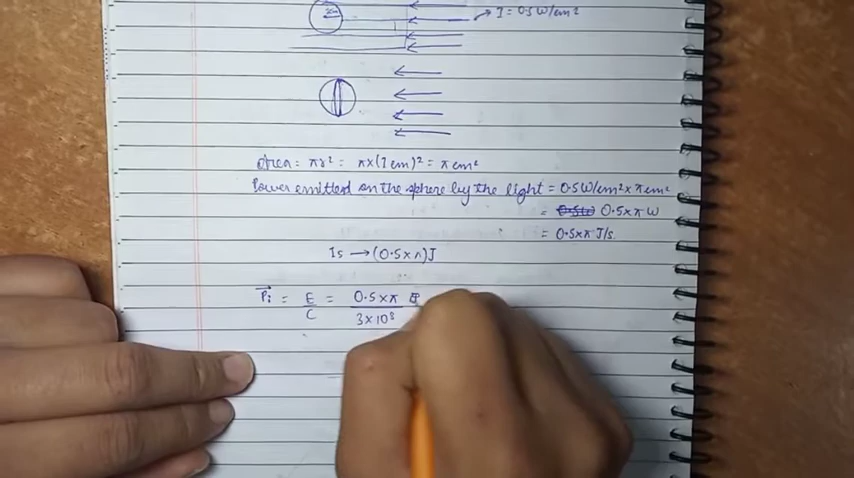 I = 0.5 W/cm²
Area = πr² = π×(1 cm)² = π cm²
Power emitted on the sphere by the light = 0.5 W/cm² × π cm²
= 0.5×π W
= 0.5×π J/s
1s → (0.5×π)J
Pi = E/C = 0.5×π / 3×10⁸